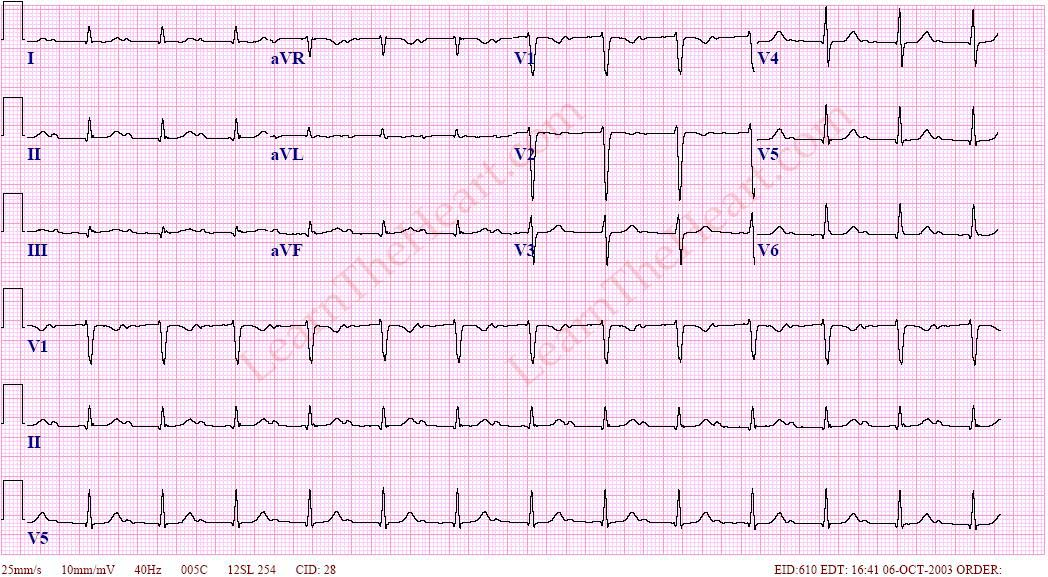 I aVR V1 V4
II aVL V2 V5
III aVF V3 V6
V1
II
V5
LearnTheHeart.com
LearnTheHeart.com
25mm/s 10mm/mV 40Hz 005C 12SL 254 CID: 28 EID:610 EDT: 16:41 06-OCT-2003 ORDER: